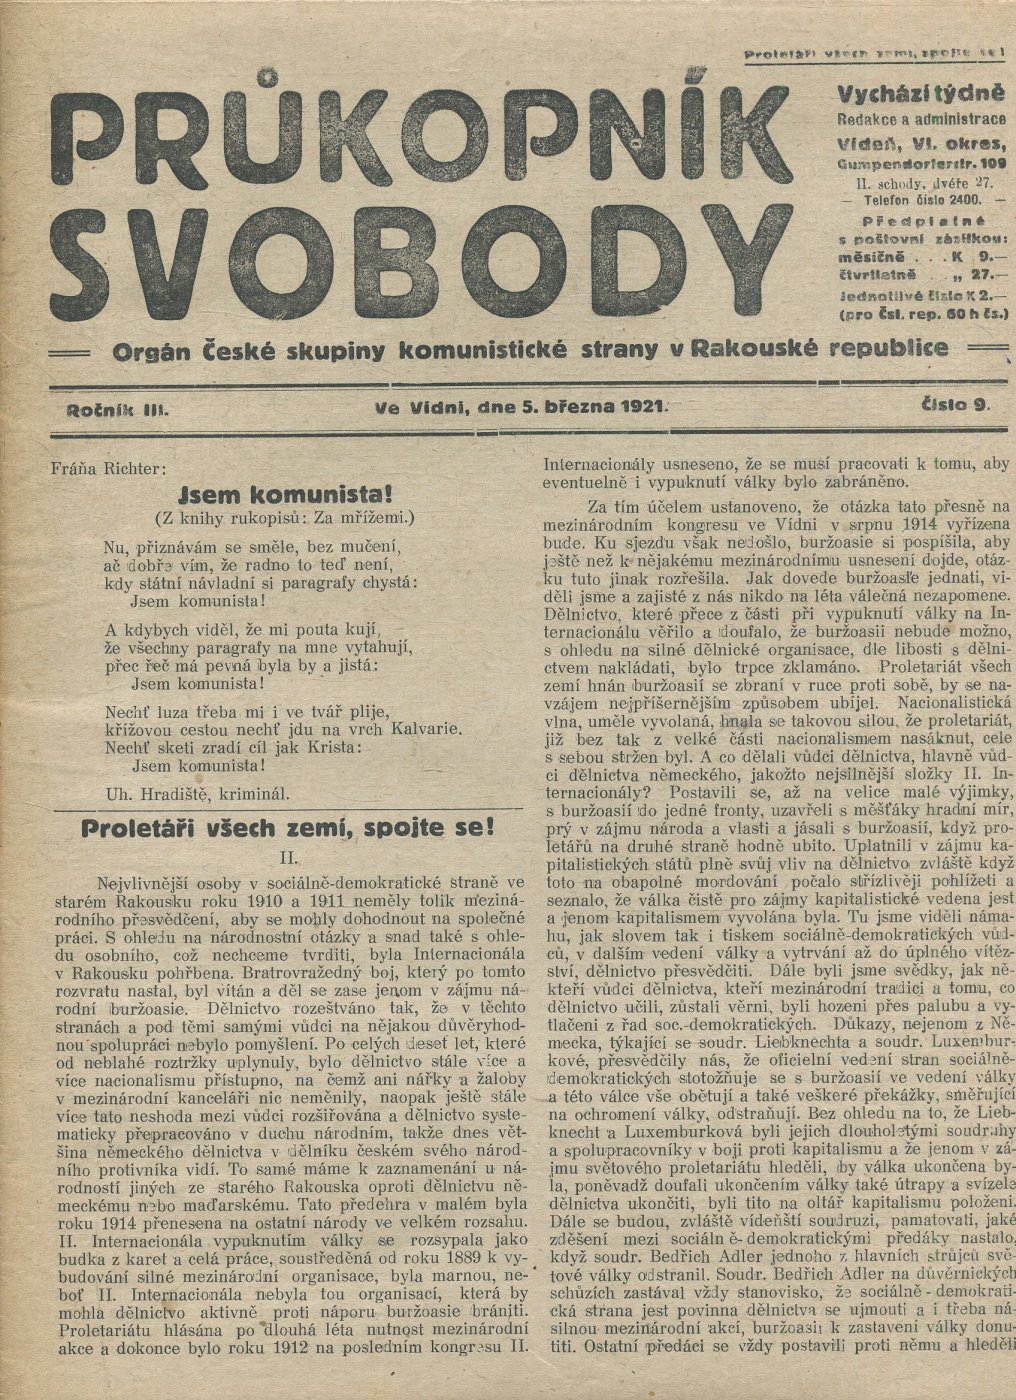 Proletáři všech zemí, spojte se!
PRŮKOPNÍK
SVOBODY
Vychází týdně
Redakce a administrace
Vídeň, VI. okres,
Gumpendorferstr. 109
II. schody, dvéře 27.
— Telefon číslo 2400. —
Předplatné
s poštovní zásilkou:
měsíčně . . . K 9.—
čtvrtletně . . „ 27.—
Jednotlivé číslo K 2.—
(pro Čsl. rep. 60 h čs.)
Orgán České skupiny komunistické strany v Rakouské republice
Ročník III.
Ve Vídni, dne 5. března 1921.
Číslo 9.
Fráňa Richter:
Jsem komunista!
(Z knihy rukopisů: Za mřížemi.)
Nu, přiznávám se směle, bez mučení,
ač dobře vím, že radno to teď není,
kdy státní návladní si paragrafy chystá:
Jsem komunista!
A kdybych viděl, že mi pouta kují,
že všechny paragrafy na mne vytahují,
přec řeč má pevná byla by a jistá:
Jsem komunista!
Nechť luza třeba mi i ve tvář plije,
křížovou cestou nechť jdu na vrch Kalvarie.
Nechť sketi zradí cíl jak Krista:
Jsem komunista!
Uh. Hradiště, kriminál.
Proletáři všech zemí, spojte se!
II.
Nejvlivnější osoby v sociálně-demokratické straně ve
starém Rakousku roku 1910 a 1911 neměly tolik meziná-
rodního přesvědčení, aby se mohly dohodnout na společné
práci. S ohledu na národnostní otázky a snad také s ohle-
du osobního, což nechceme tvrditi, byla Internacionála
v Rakousku pohřbena. Bratrovražedný boj, který po tomto
rozvratu nastal, byl vítán a děl se zase jenom v zájmu ná-
rodní buržoasie. Dělnictvo rozeštváno tak, že v těchto
stranách a pod těmi samými vůdci na nějakou důvěryhod-
nou spolupráci nebylo pomyšlení. Po celých deset let, které
od neblahé roztržky uplynuly, bylo dělnictvo stále více a
více nacionalismu přístupno, na čemž ani nářky a žaloby
v mezinárodní kanceláři nic neměnily, naopak ještě stále
více tato neshoda mezi vůdci rozšiřována a dělnictvo syste-
maticky přepracováno v duchu národním, takže dnes vět-
šina německého dělnictva v dělníku českém svého národ-
ního protivníka vidí. To samé máme k zaznamenání u ná-
rodností jiných ze starého Rakouska oproti dělnictvu ně-
meckému nebo maďarskému. Tato předehra v malém byla
roku 1914 přenesena na ostatní národy ve velkém rozsahu.
II. Internacionála vypuknutím války se rozsypala jako
budka z karet a celá práce, soustředěná od roku 1889 k vy-
budování silné mezinárodní organisace, byla marnou, ne-
boť II. Internacionála nebyla tou organisací, která by
mohla dělnictvo aktivně proti náporu buržoasie brániti.
Proletariátu hlásána po dlouhá léta nutnost mezinárodní
akce a dokonce bylo roku 1912 na posledním kongresu II.
Internacionály usneseno, že se musí pracovati k tomu, aby
eventuelně i vypuknutí války bylo zabráněno.
Za tím účelem ustanoveno, že otázka tato přesně na
mezinárodním kongresu ve Vídni v srpnu 1914 vyřízena
bude. Ku sjezdu však nedošlo, buržoasie si pospíšila, aby
ještě než k nějakému mezinárodnímu usnesení dojde, otáz-
ku tuto jinak rozřešila. Jak dovede buržoasie jednati, vi-
děli jsme a zajisté z nás nikdo na léta válečná nezapomene.
Dělnictvo, které přece z části při vypuknutí války na In-
ternacionálu věřilo a doufalo, že buržoasii nebude možno,
s ohledu na silné dělnické organisace, dle libosti s dělni-
ctvem nakládati, bylo trpce zklamáno. Proletariát všech
zemí hnán buržoasií se zbraní v ruce proti sobě, by se na-
vzájem nejpříšernějším způsobem ubíjel. Nacionalistická
vlna, uměle vyvolaná, hnala se takovou silou, že proletariát,
již bez tak z velké části nacionalismem nasáknut, cele
s sebou stržen byl. A co dělali vůdci dělnictva, hlavně vůd-
ci dělnictva německého, jakožto nejsilnější složky II. In-
ternacionály? Postavili se, až na velice malé výjimky,
s buržoasií do jedné fronty, uzavřeli s měšťáky hradní mír,
prý v zájmu národa a vlasti a jásali s buržoasií, když pro-
letářů na druhé straně hodně ubito. Uplatnili v zájmu ka-
pitalistických států plně svůj vliv na dělnictvo zvláště když
toto na obapolné mordování počalo střízlivěji pohlížeti a
seznalo, že válka čistě pro zájmy kapitalistické vedena jest
a jenom kapitalismem vyvolána byla. Tu jsme viděli náma-
hu, jak slovem tak i tiskem sociálně-demokratických vůd-
ců, v dalším vedení války a vytrvání až do úplného vítěz-
ství, dělnictvo přesvědčiti. Dále byli jsme svědky, jak ně-
kteří vůdci dělnictva, kteří mezinárodní tradici a tomu, co
dělnictvo učili, zůstali věrni, byli hozeni přes palubu a vy-
tlačeni z řad soc.-demokratických. Důkazy, nejenom z Ně-
mecka, týkající se soudr. Liebknechta a soudr. Luxembur-
kové, přesvědčily nás, že oficielní vedení stran sociálně-
demokratických stotožňuje se s buržoasií ve vedení války
a této válce vše obětují a také veškeré překážky, směřující
na ochromení války, odstraňují. Bez ohledu na to, že Lieb-
knecht a Luxemburková byli jejich dlouholetými soudruhy
a spolupracovníky v boji proti kapitalismu a že jenom v zá-
jmu světového proletariátu hleděli, by válka ukončena by-
la, poněvadž doufali ukončením války také útrapy a svízele
dělnictva ukončiti, byli tito na oltář kapitalismu položeni.
Dále se budou, zvláště vídeňští soudruzi, pamatovati, jaké
zděšení mezi sociálně-demokratickými předáky nastalo,
když soudr. Bedřich Adler jednoho z hlavních strůjců svě-
tové války odstranil. Soudr. Bedřich Adler na důvěrnických
schůzích zastával vždy stanovisko, že sociálně-demokrati-
cká strana jest povinna dělnictva se ujmouti a i třeba ná-
silnou mezinárodní akcí, buržoasii k zastavení války donu-
titi. Ostatní předáci se vždy postavili proti němu a hleděli